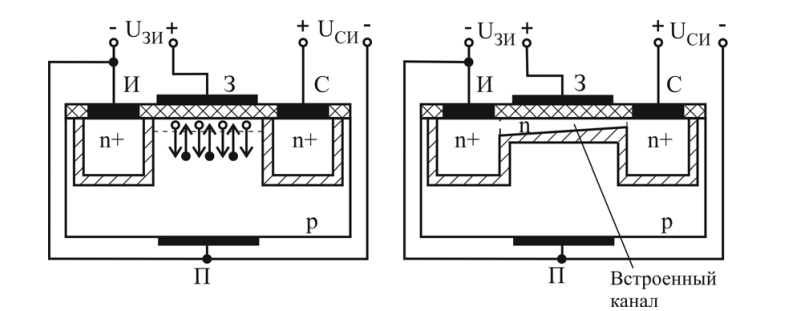 - UЗИ +
+ UСИ -
И
З
С
n+
n+
p
П
- UЗИ +
+ UСИ -
И
З
С
n+
n
n+
p
П
Встроенный
канал